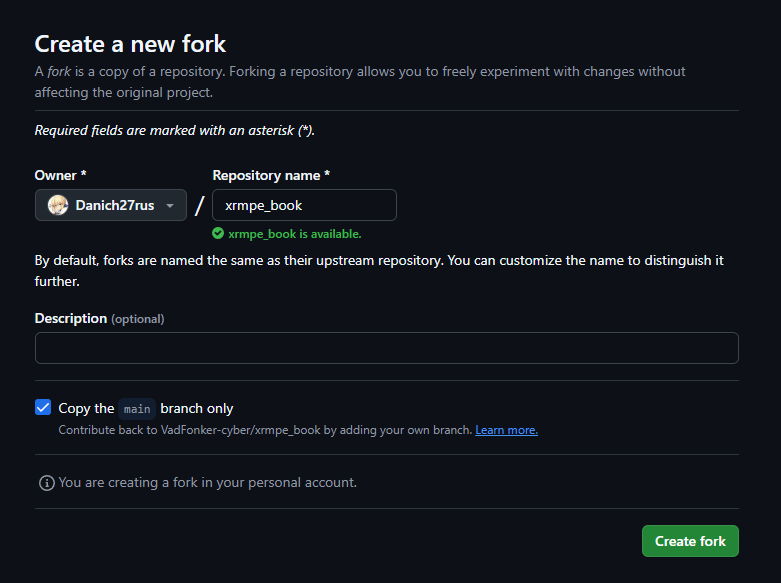 Create a new fork
A fork is a copy of a repository. Forking a repository allows you to freely experiment with changes without
affecting the original project.
Required fields are marked with an asterisk (*).
Owner * Repository name *
Danich27rus / xrmpe_book
xrmpe_book is available.
By default, forks are named the same as their upstream repository. You can customize the name to distinguish it
further.
Description (optional)
Copy the main branch only
Contribute back to VadFonker-cyber/xrmpe_book by adding your own branch. Learn more.
You are creating a fork in your personal account.
Create fork